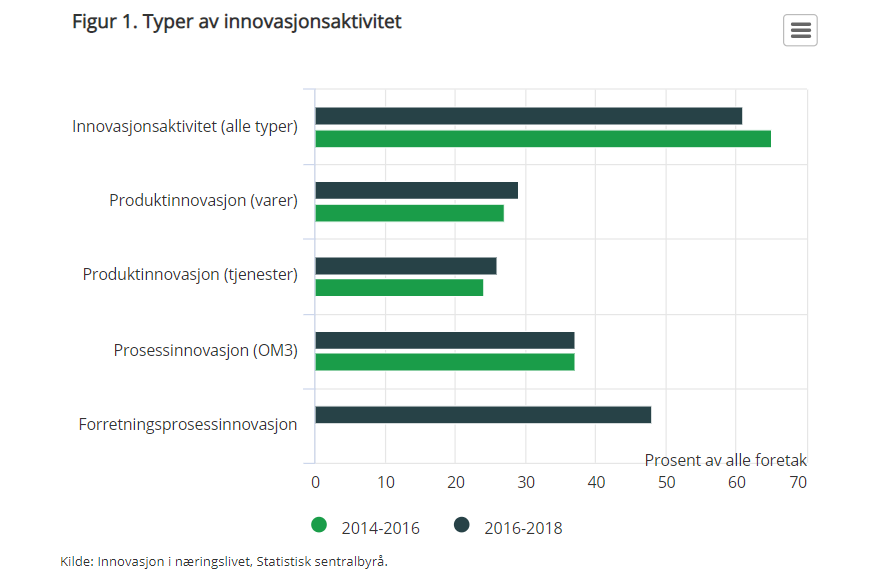 Figur 1. Typer av innovasjonsaktivitet
Innovasjonsaktivitet (alle typer)
Produktinnovasjon (varer)
Produktinnovasjon (tjenester)
Prosessinnovasjon (OM3)
Forretningsprosessinnovasjon
Prosent av alle foretak
0 10 20 30 40 50 60 70
2014-2016 2016-2018
Kilde: Innovasjon i næringslivet, Statistisk sentralbyrå.